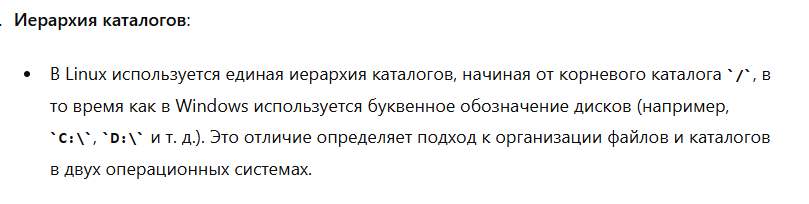 . Иерархия каталогов:
• В Linux используется единая иерархия каталогов, начиная от корневого каталога `/`, в
то время как в Windows используется буквенное обозначение дисков (например,
`C:\`, `D:\` и т. д.). Это отличие определяет подход к организации файлов и каталогов
в двух операционных системах.